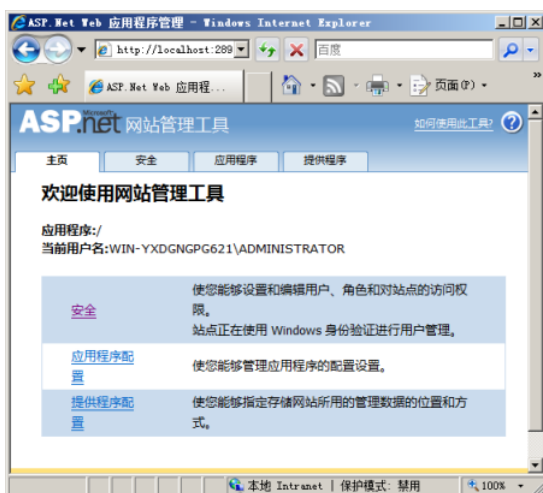 ASP.Net Web 应用程序管理 - Windows Internet Explorer
http://localhost:289
百度
ASP.Net Web 应用程...
页面(P)
»
Microsoft
ASP.net 网站管理工具
如何使用此工具?
主页 安全 应用程序 提供程序
欢迎使用网站管理工具
应用程序:/
当前用户名:WIN-YXDGNGPG621\ADMINISTRATOR
安全
使您能够设置和编辑用户、角色和对站点的访问权
限。
站点正在使用 Windows 身份验证进行用户管理。
应用程序配
置
使您能够管理应用程序的配置设置。
提供程序配
置
使您能够指定存储网站所用的管理数据的位置和方
式。
本地 Intranet | 保护模式: 禁用 100%